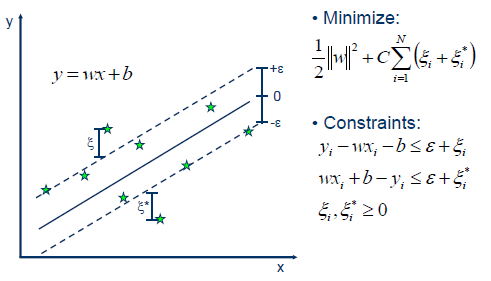 y
y = wx + b
+ε
0
-ε
ξ
ξ*
x
• Minimize:
1/2 ‖w‖² + C ∑_{i=1}^{N} (ξ_i + ξ_i^*)
• Constraints:
y_i − wx_i − b ≤ ε + ξ_i
wx_i + b − y_i ≤ ε + ξ_i^*
ξ_i, ξ_i^* ≥ 0